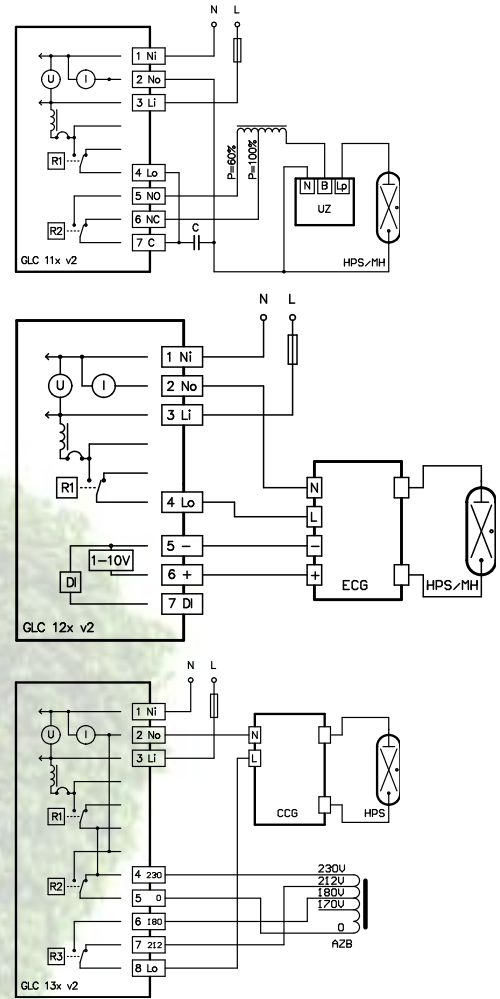 N L
1 Ni
U I
2 No
3 Li
P=60%
P=100%
R1
4 Lo
N B Lp
5 NO
UZ
R2
6 NC
C
7 C
HPS/MH
GLC 11x v2
N L
1 Ni
U I
2 No
3 Li
R1
N
4 Lo
L
5 -
-
1-10V
DI
6 +
+
ECG
HPS/MH
7 DI
GLC 12x v2
N L
1 Ni
U I
2 No
N
3 Li
L
R1
CCG
HPS
4 230
230V
R2
212V
5 0
180V
170V
6 180
0
7 212
AZB
R3
8 Lo
GLC 13x v2